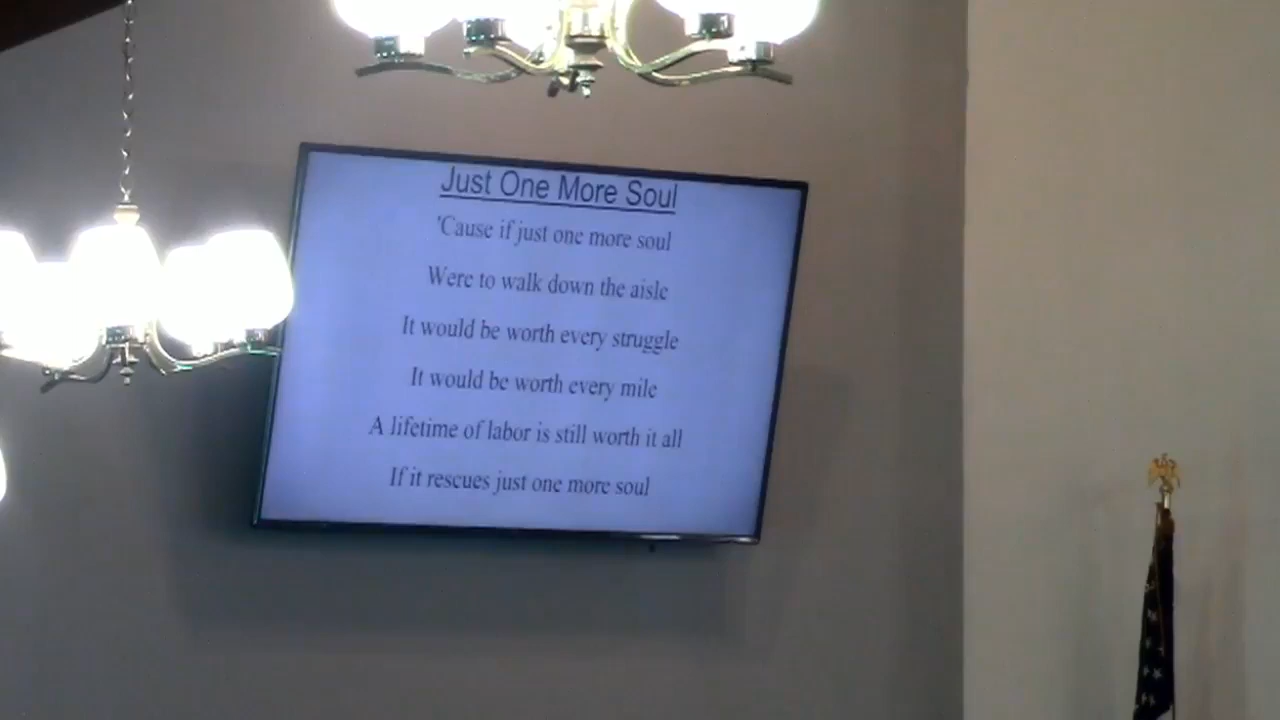 Just One More Soul
'Cause if just one more soul
Were to walk down the aisle
It would be worth every struggle
It would be worth every mile
A lifetime of labor is still worth it all
If it rescues just one more soul